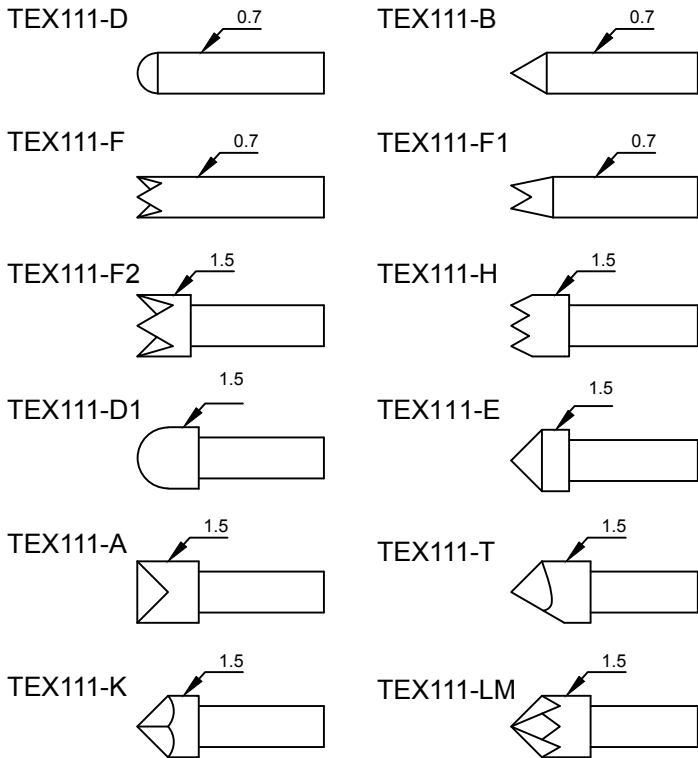 TEX111-D
0.7
TEX111-B
0.7
TEX111-F
0.7
TEX111-F1
0.7
TEX111-F2
1.5
TEX111-H
1.5
TEX111-D1
1.5
TEX111-E
1.5
TEX111-A
1.5
TEX111-T
1.5
TEX111-K
1.5
TEX111-LM
1.5